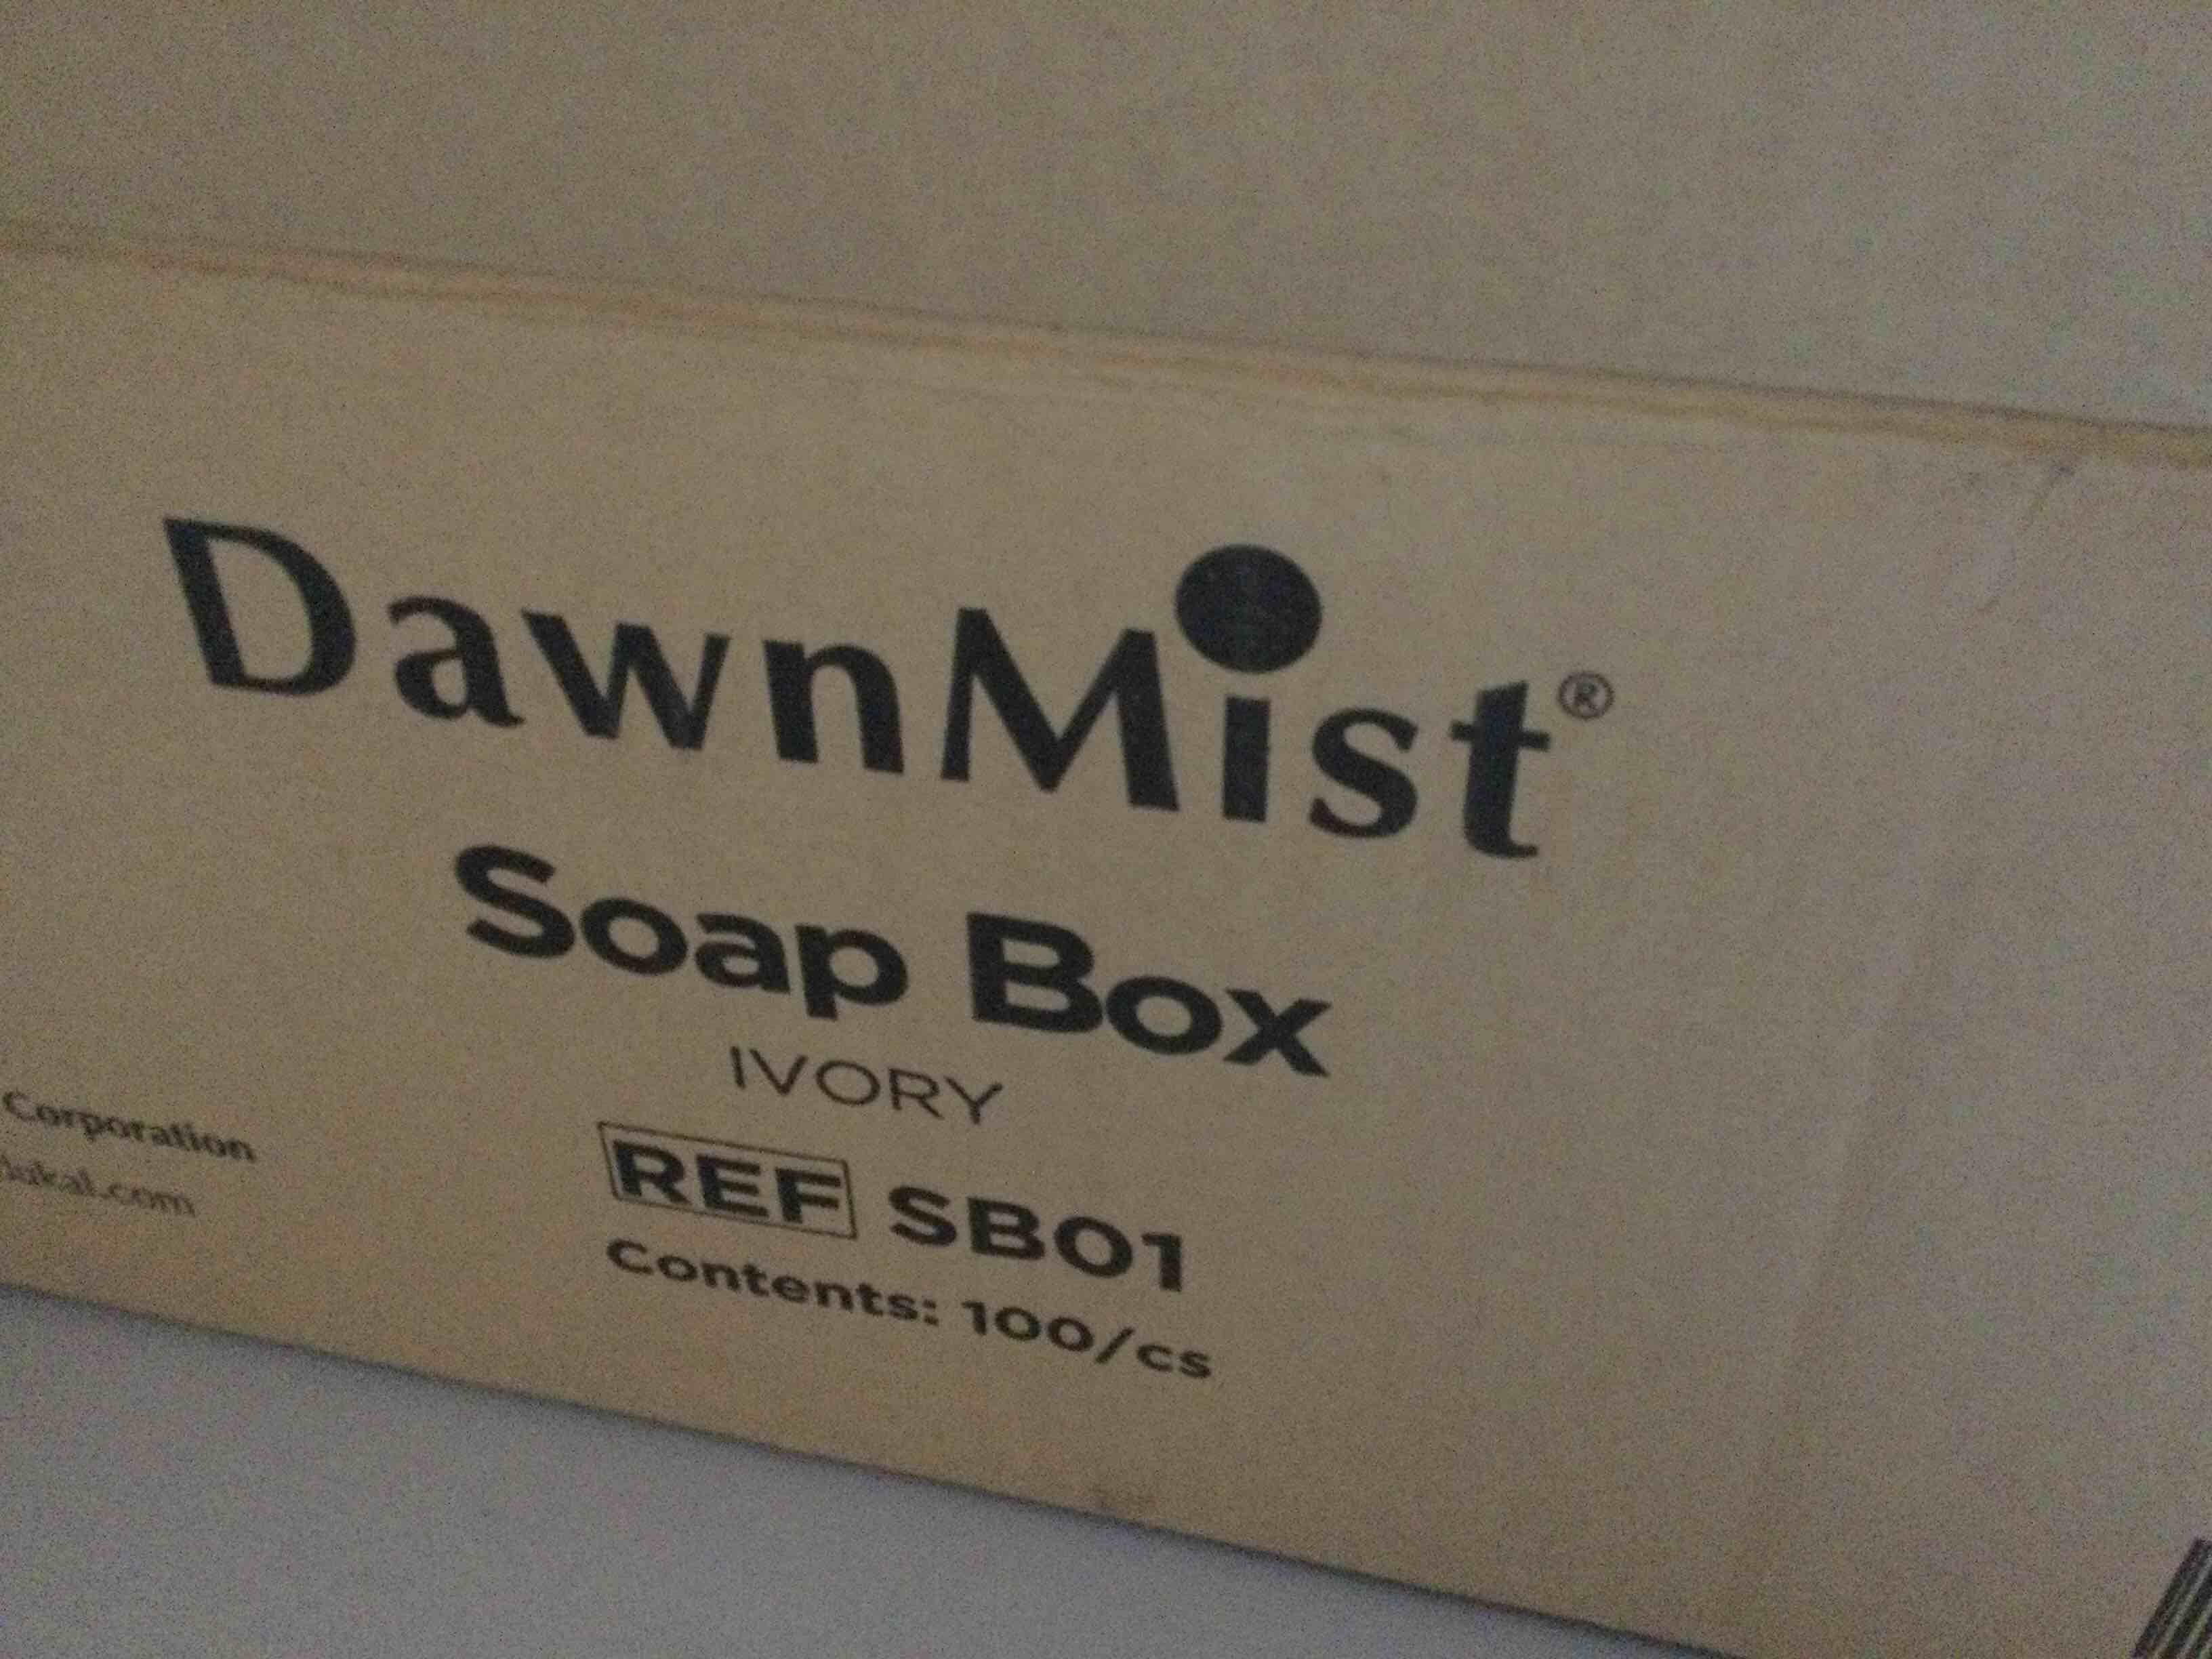 DawnMist®
Soap Box
IVORY
REF SB01
Contents: 100/cs
Corporation